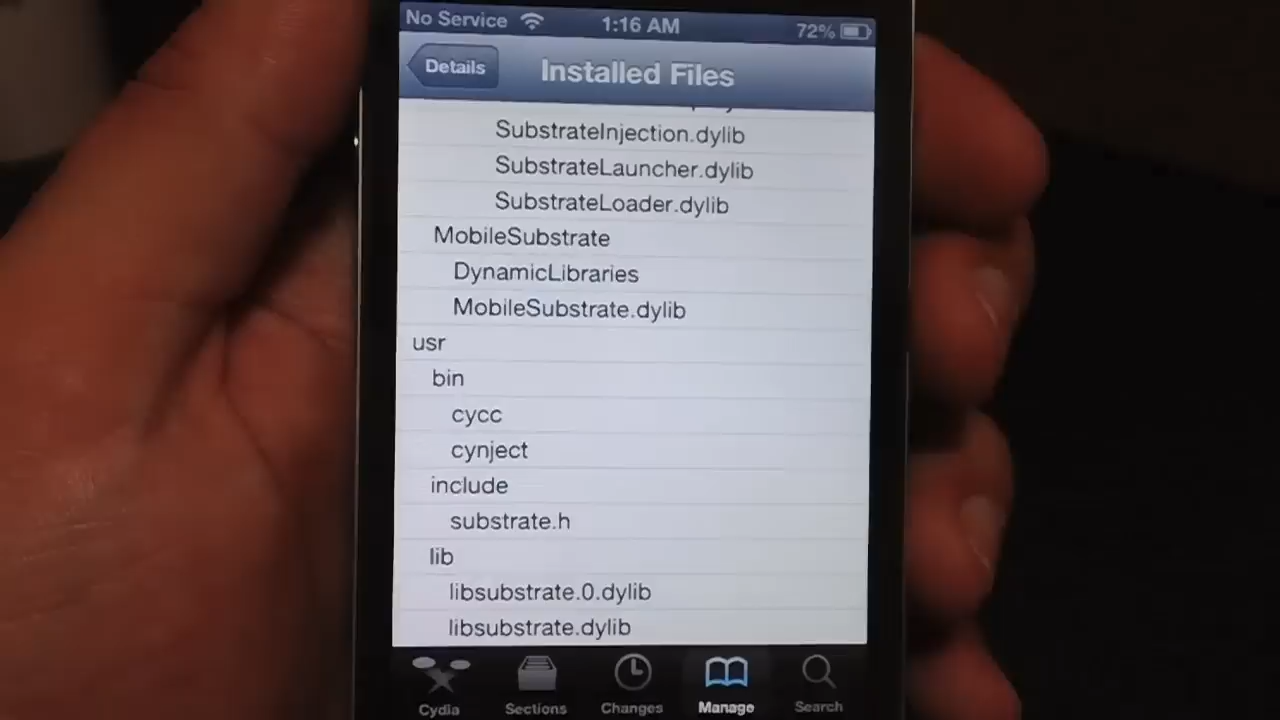 No Service 1:16 AM 72%
Details Installed Files
SubstrateInjection.dylib
SubstrateLauncher.dylib
SubstrateLoader.dylib
MobileSubstrate
DynamicLibraries
MobileSubstrate.dylib
usr
bin
cycc
cynject
include
substrate.h
lib
libsubstrate.0.dylib
libsubstrate.dylib
Cydia Sections Changes Manage Search